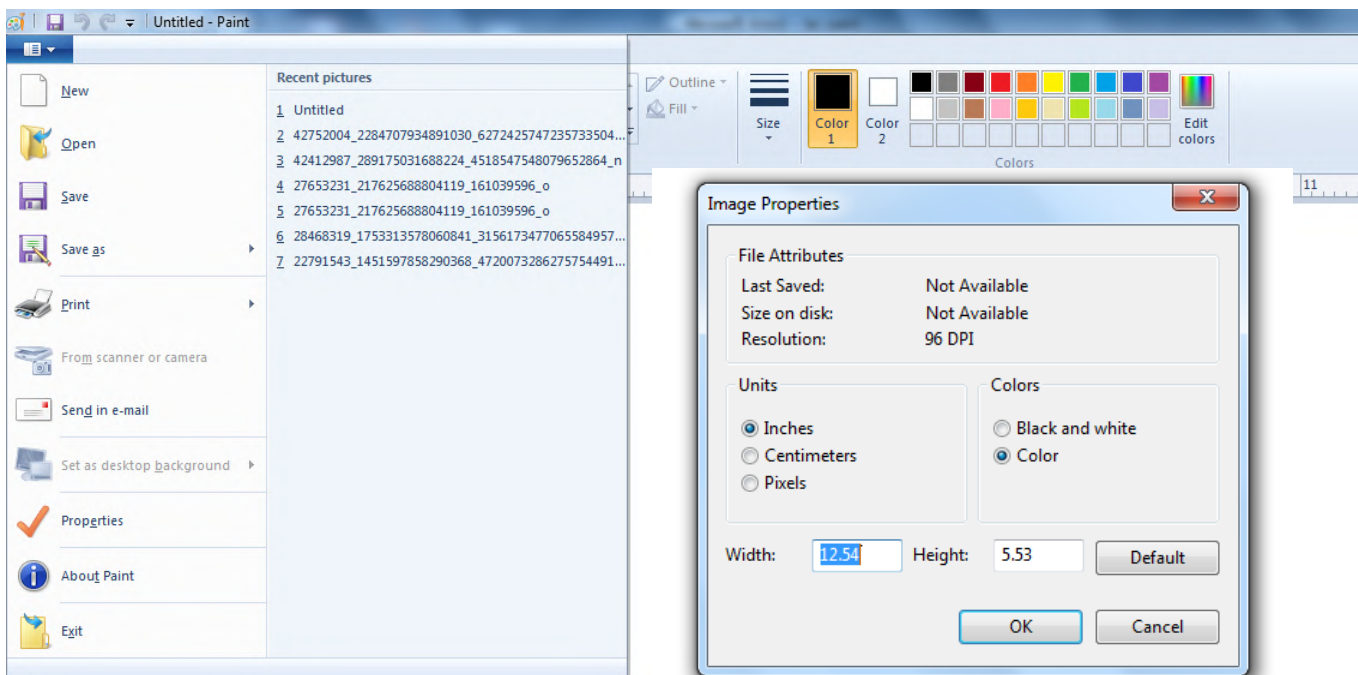 Untitled - Paint
New
Open
Save
Save as
Print
From scanner or camera
Send in e-mail
Set as desktop background
Properties
About Paint
Exit
Recent pictures
1 Untitled
2 42752004_2284707934891030_6272425747235733504...
3 42412987_289175031688224_4518547548079652864_n
4 27653231_217625688804119_161039596_o
5 27653231_217625688804119_161039596_o
6 28468319_1753313578060841_3156173477065584957...
7 22791543_1451597858290368_4720073286275754491...
Outline
Fill
Size
Color 1
Color 2
Edit colors
Colors
11
Image Properties
File Attributes
Last Saved: Not Available
Size on disk: Not Available
Resolution: 96 DPI
Units
Inches
Centimeters
Pixels
Colors
Black and white
Color
Width: 12.54 Height: 5.53 Default
OK Cancel